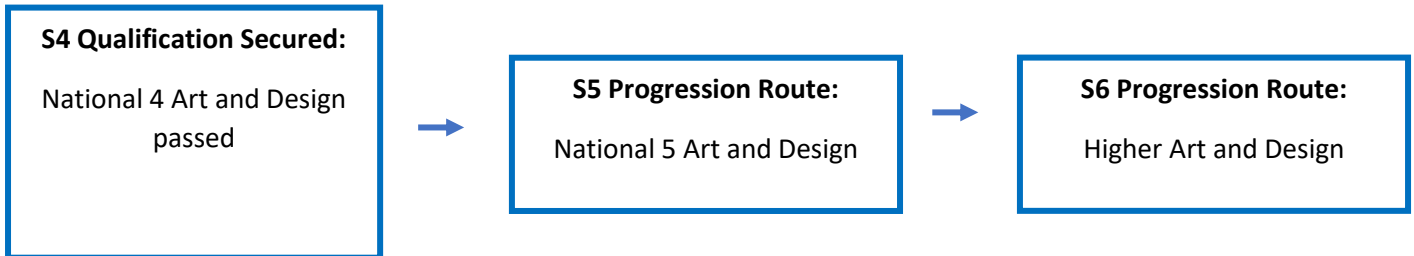 S4 Qualification Secured:
National 4 Art and Design
passed
S5 Progression Route:
National 5 Art and Design
S6 Progression Route:
Higher Art and Design